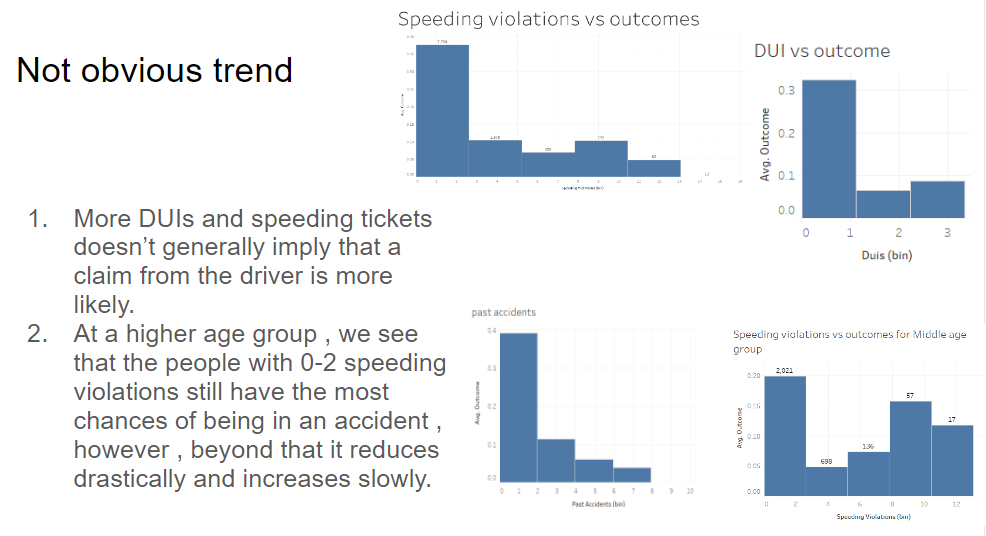 Not obvious trend
1. More DUIs and speeding tickets
doesn't generally imply that a
claim from the driver is more
likely.
2. At a higher age group , we see
that the people with 0-2 speeding
violations still have the most
chances of being in an accident ,
however , beyond that it reduces
drastically and increases slowly.
Speeding violations vs outcomes
DUI vs outcome
Avg. Outcome
0.3
0.2
0.1
0.0
0 1 2 3
Duis (bin)
past accidents
Avg. Outcome
0.4
0.3
0.2
0.1
0.0
0 1 2 3 4 5 6 7 8 9 10
Past Accidents (bin)
Speeding violations vs outcomes for Middle age
group
Avg. Outcome
0.20
0.15
0.10
0.05
0.00
2,021
698
136
57
17
0 2 4 6 8 10 12
Speeding Violations (bin)